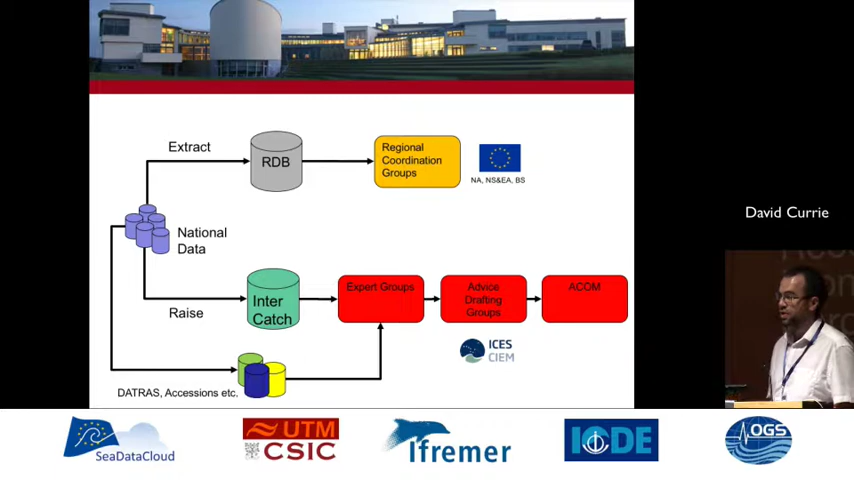 Extract
RDB
Regional
Coordination
Groups
NA, NS&EA, BS
David Currie
National
Data
Inter
Catch
Raise
Expert Groups
Advice
Drafting
Groups
ACOM
ICES
CIEM
DATRAS, Accessions etc.
SeaDataCloud
UTM
CSIC
Ifremer
IODE
OGS